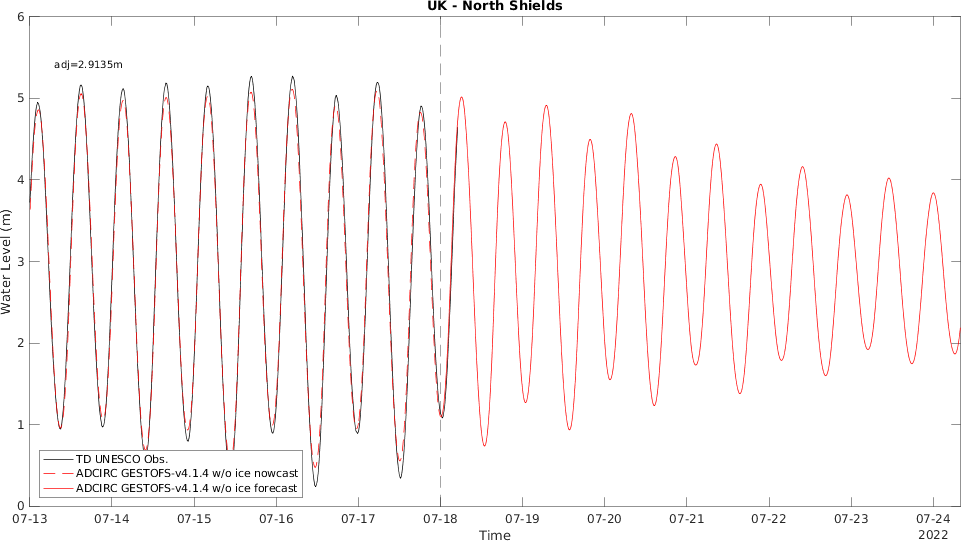 UK - North Shields
6
adj=2.9135m
5
4
3
2
1
0
Water Level (m)
TD UNESCO Obs.
ADCIRC GESTOFS-v4.1.4 w/o ice nowcast
ADCIRC GESTOFS-v4.1.4 w/o ice forecast
07-13 07-14 07-15 07-16 07-17 07-18 07-19 07-20 07-21 07-22 07-23 07-24
Time
2022